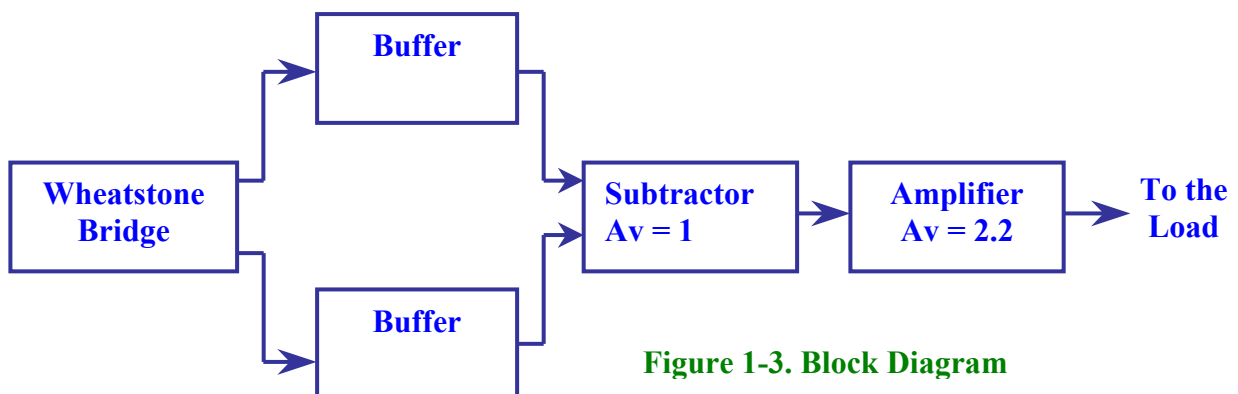 Buffer
Wheatstone
Bridge
Subtractor
Av = 1
Amplifier
Av = 2.2
To the
Load
Buffer
Figure 1-3. Block Diagram